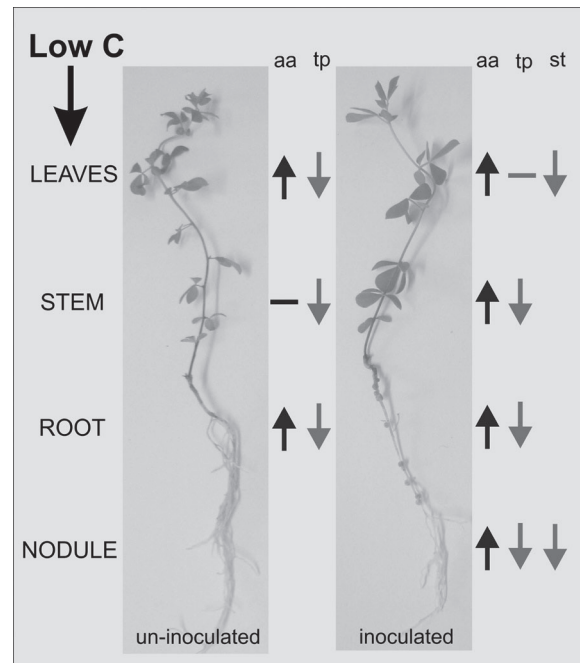 Low C
aa tp aa tp st
LEAVES
STEM
ROOT
NODULE
un-inoculated inoculated